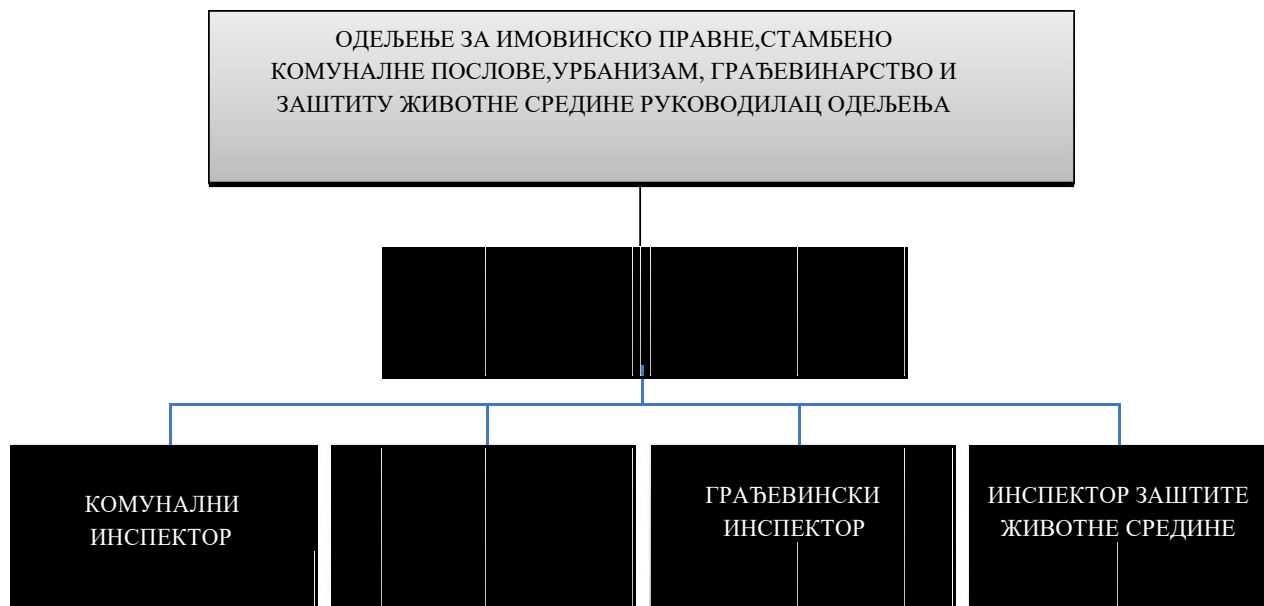 ОДЕЉЕЊЕ ЗА ИМОВИНСКО ПРАВНЕ,СТАМБЕНО
КОМУНАЛНЕ ПОСЛОВЕ,УРБАНИЗАМ, ГРАЂЕВИНАРСТВО И
ЗАШТИТУ ЖИВОТНЕ СРЕДИНЕ РУКОВОДИЛАЦ ОДЕЉЕЊА
КОМУНАЛНИ
ИНСПЕКТОР
ГРАЂЕВИНСКИ
ИНСПЕКТОР
ИНСПЕКТОР ЗАШТИТЕ
ЖИВОТНЕ СРЕДИНЕ